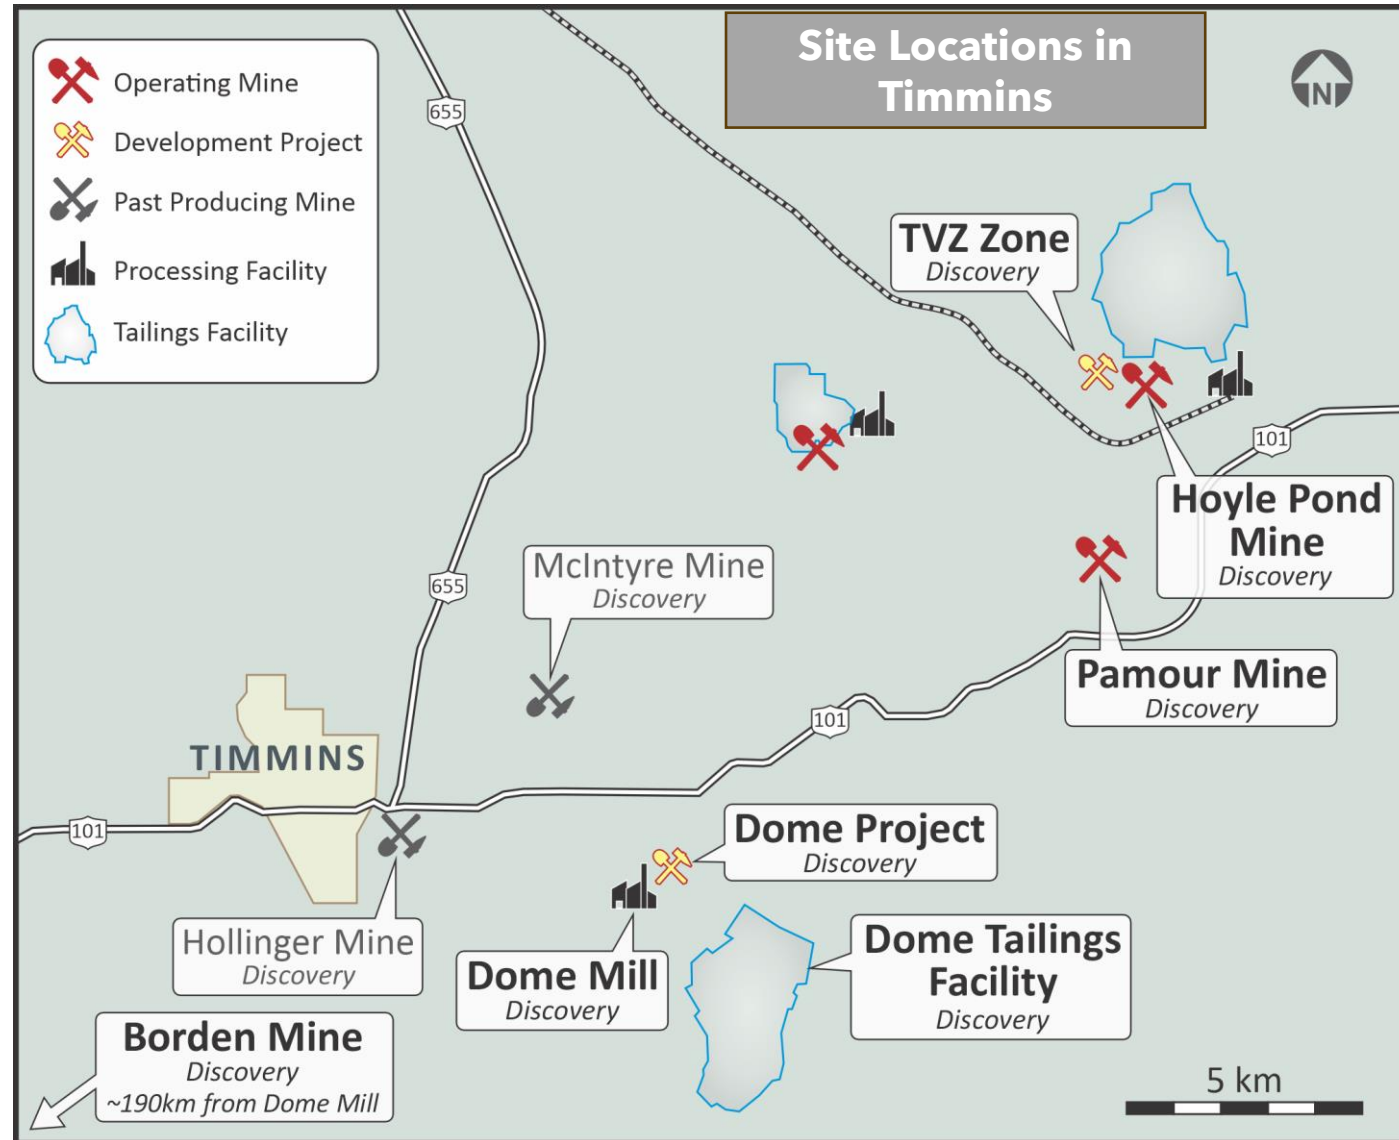 Site Locations in
Timmins
N
Operating Mine
Development Project
Past Producing Mine
Processing Facility
Tailings Facility
655
TVZ Zone
Discovery
101
Hoyle Pond
Mine
Discovery
McIntyre Mine
Discovery
655
Pamour Mine
Discovery
101
TIMMINS
101
Dome Project
Discovery
Hollinger Mine
Discovery
Dome Mill
Discovery
Dome Tailings
Facility
Discovery
Borden Mine
Discovery
~190km from Dome Mill
5 km